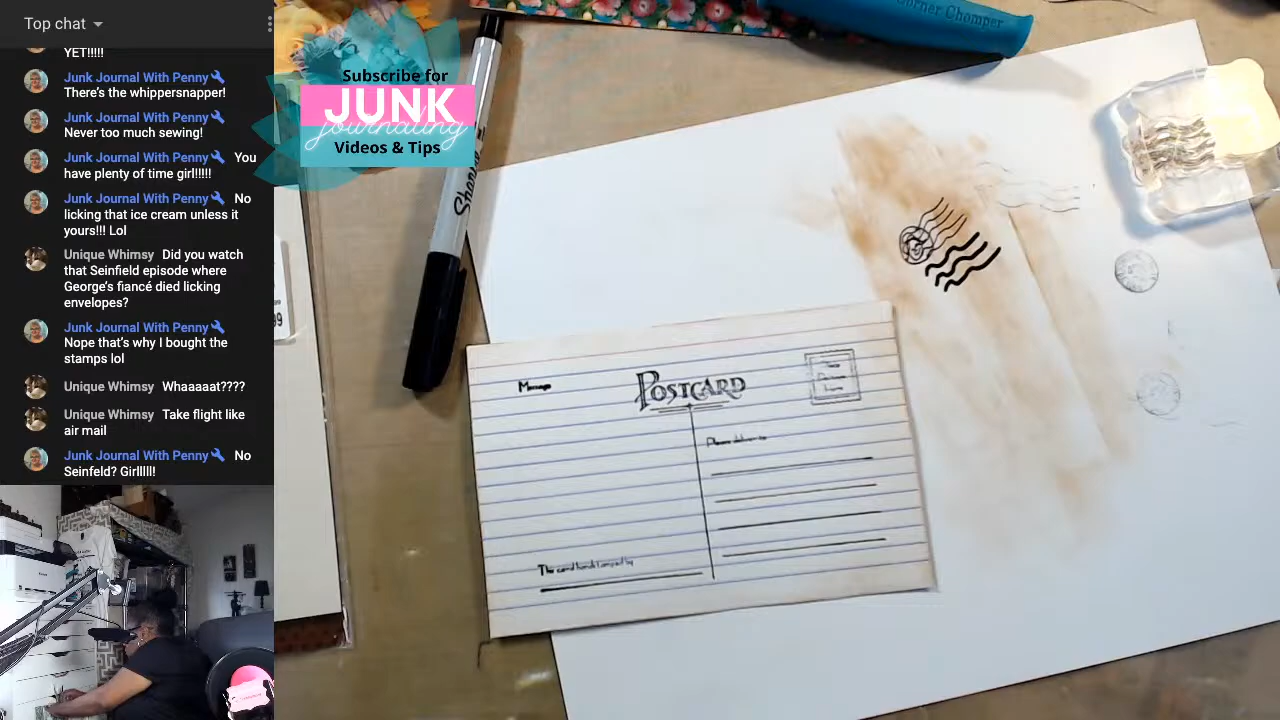 Top chat
YET!!!!!
Junk Journal With Penny
There's the whippersnapper!
Junk Journal With Penny
Never too much sewing!
Junk Journal With Penny You
have plenty of time girl!!!!!
Junk Journal With Penny No
licking that ice cream unless it
yours!!! Lol
Unique Whimsy Did you watch
that Seinfield episode where
George's fiancé died licking
envelopes?
Junk Journal With Penny
Nope that's why I bought the
stamps lol
Unique Whimsy Whaaaaat????
Unique Whimsy Take flight like
air mail
Junk Journal With Penny No
Seinfeld? Girlllll!
Subscribe for
JUNK
journaling
Videos & Tips
Sharpie
Corner Chomper
Message
POSTCARD
Please deliver to